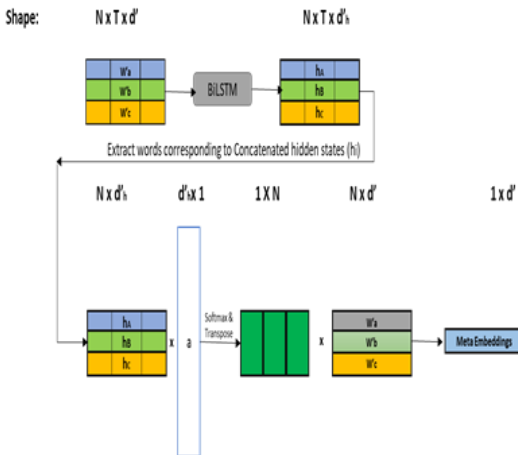 Shape: N x T x d' N x T x d'h
w'a hA
w'b BiLSTM hB
w'c hC
Extract words corresponding to Concatenated hidden states (hi)
N x d'h d'h x 1 1 X N N x d' 1 x d'
Softmax &
Transpose
hA w'a
hB x a x w'b Meta Embeddings
hC w'c